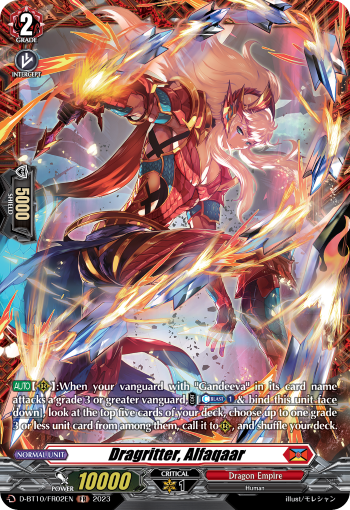 2
GRADE
INTERCEPT
5000
SHIELD
AUTO [R]:When your vanguard with "Gandeeva" in its card name
attacks a grade 3 or greater vanguard, COST [COUNTER BLAST 1
& bind this unit face
down], look at the top five cards of your deck, choose up to one grade
3 or less unit card from among them, call it to R, and shuffle your deck.
NORMAL UNIT
Dragritter, Alfaqaar
POWER 10000
CRITICAL
1
Dragon Empire
Human
D-BT10/FR02EN FR 2023
illust/モレシャン